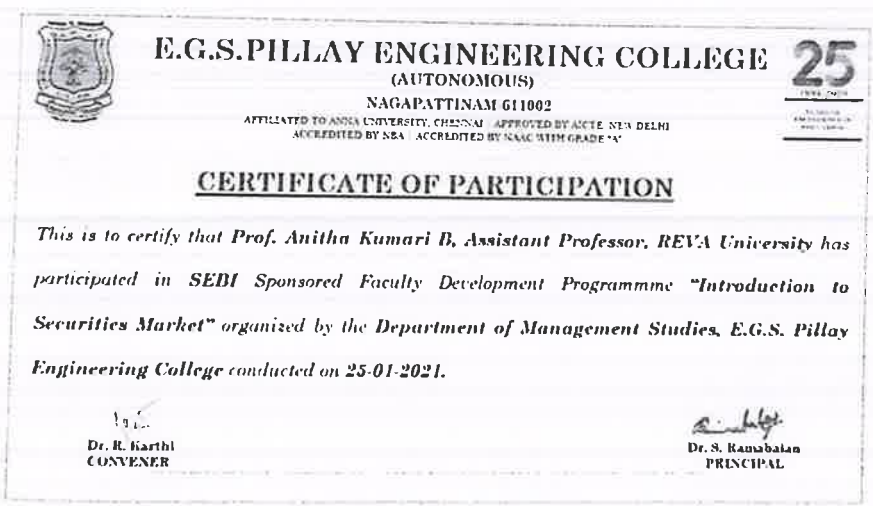 E.G.S.PILLAY ENGINEERING COLLEGE
(AUTONOMOUS)
NAGAPATTINAM 611002
AFFILIATED TO ANNA UNIVERSITY, CHENNAI APPROVED BY AICTE NEW DELHI
ACCREDITED BY NBA ACCREDITED BY NAAC WITH GRADE "A"
25
CERTIFICATE OF PARTICIPATION
This is to certify that Prof. Anitha Kumari B, Assistant Professor, REVA University has
participated in SEBI Sponsored Faculty Development Programmme "Introduction to
Securities Market" organized by the Department of Management Studies, E.G.S. Pillay
Engineering College conducted on 25-01-2021.
Dr. R. Karthi
CONVENER
Dr. S. Ramabalan
PRINCIPAL